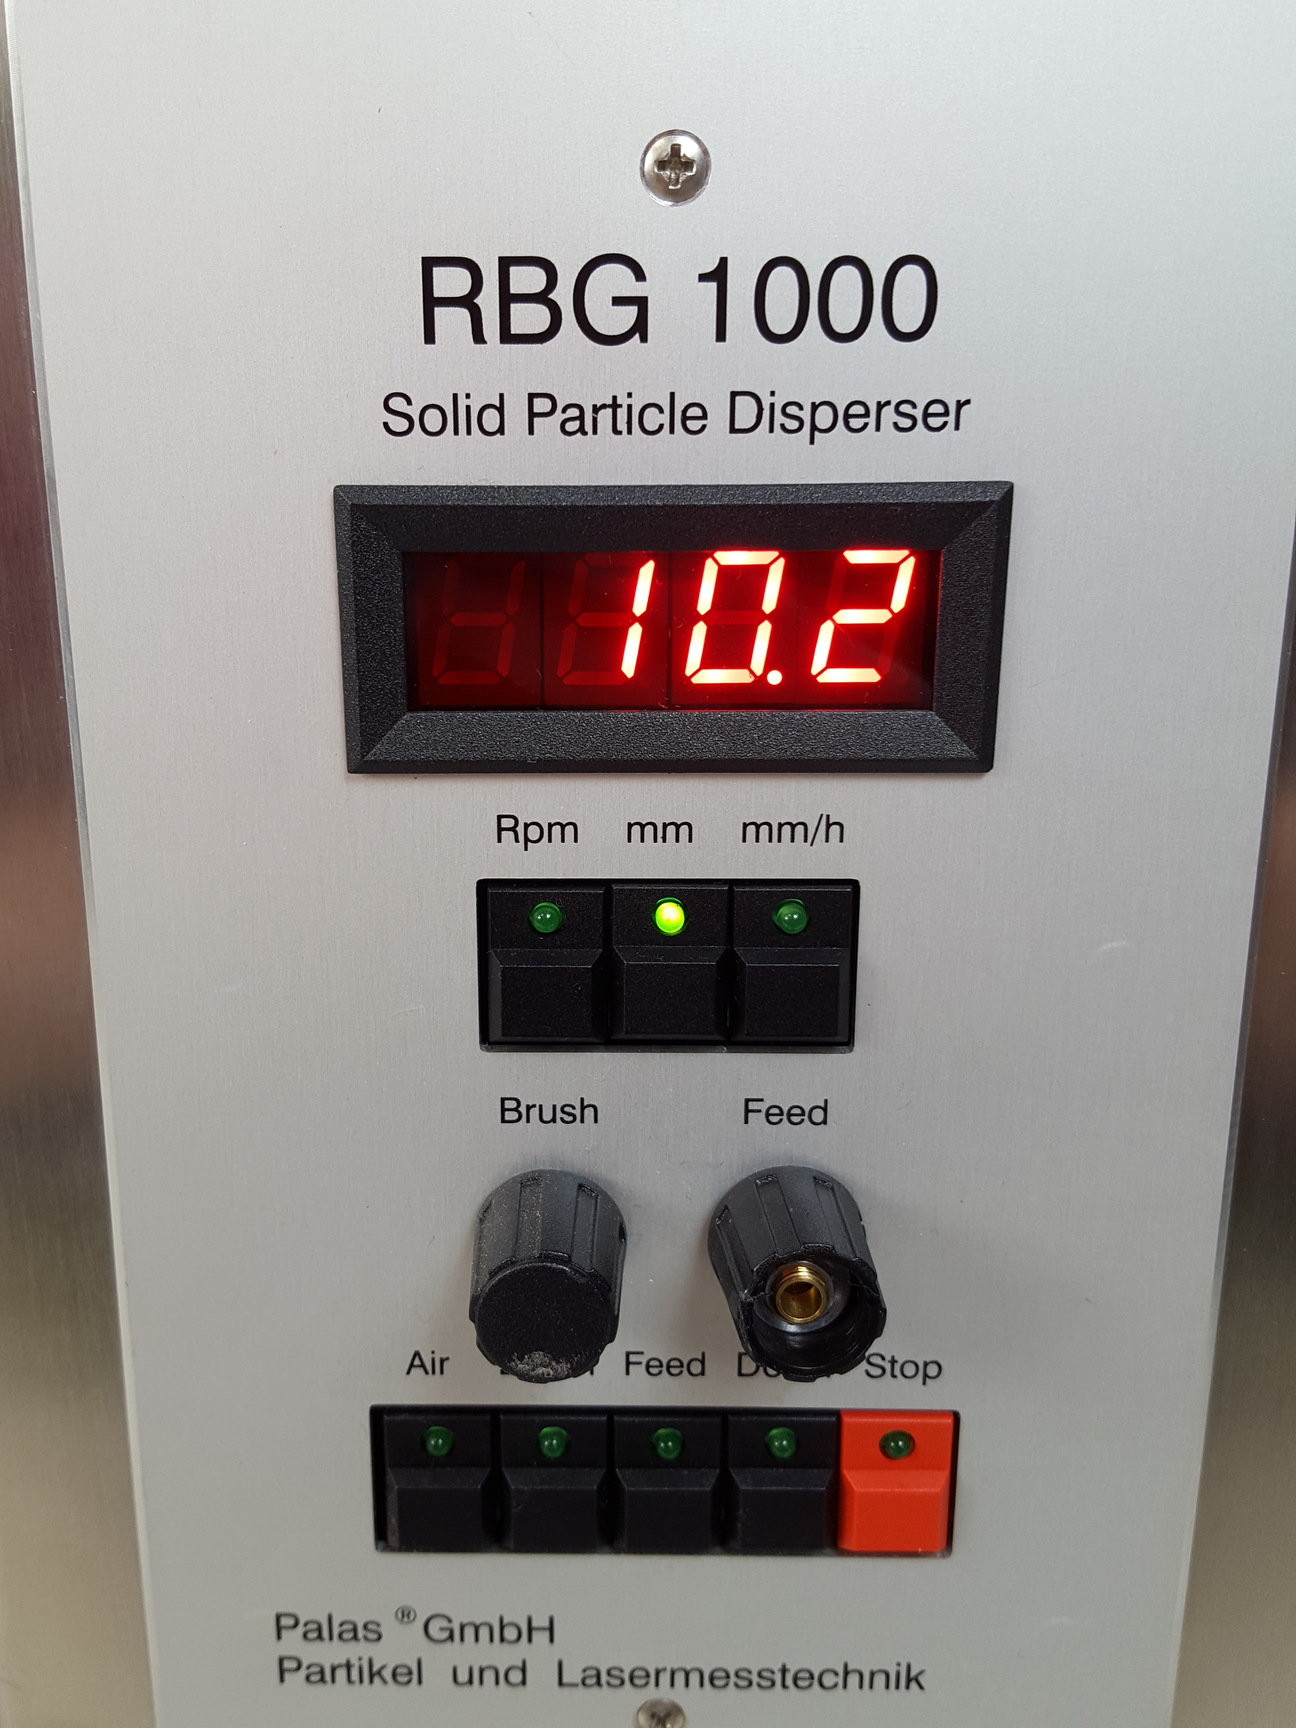 RBG 1000
Solid Particle Disperser
10.2
Rpm mm mm/h
Brush Feed
Air Feed Stop
Palas ® GmbH
Partikel und Lasermesstechnik